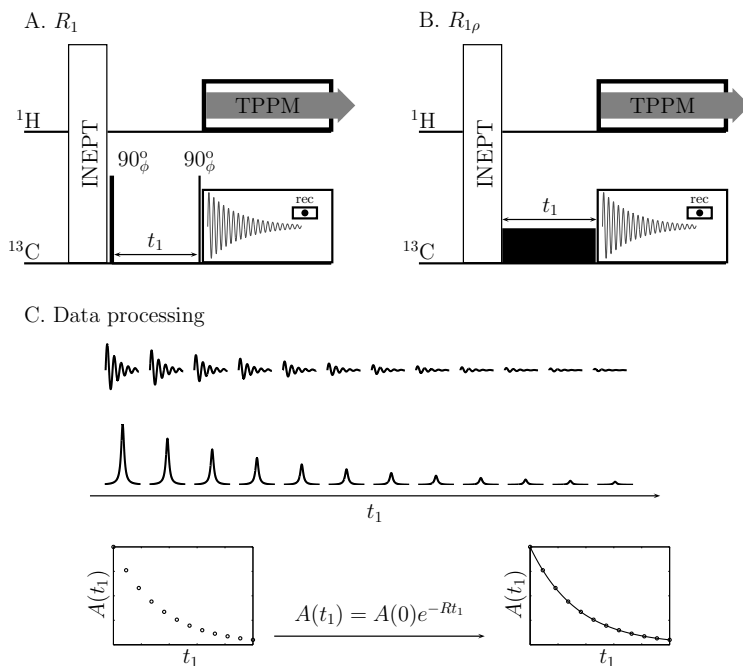 A. R₁
¹H
INEPT
TPPM
90°ᵩ
90°ᵩ
t₁
rec
¹³C
B. R₁ᵨ
¹H
INEPT
TPPM
t₁
rec
¹³C
C. Data processing
t₁
A(t₁)
t₁
A(t₁) = A(0)e^{-Rt₁}
A(t₁)
t₁